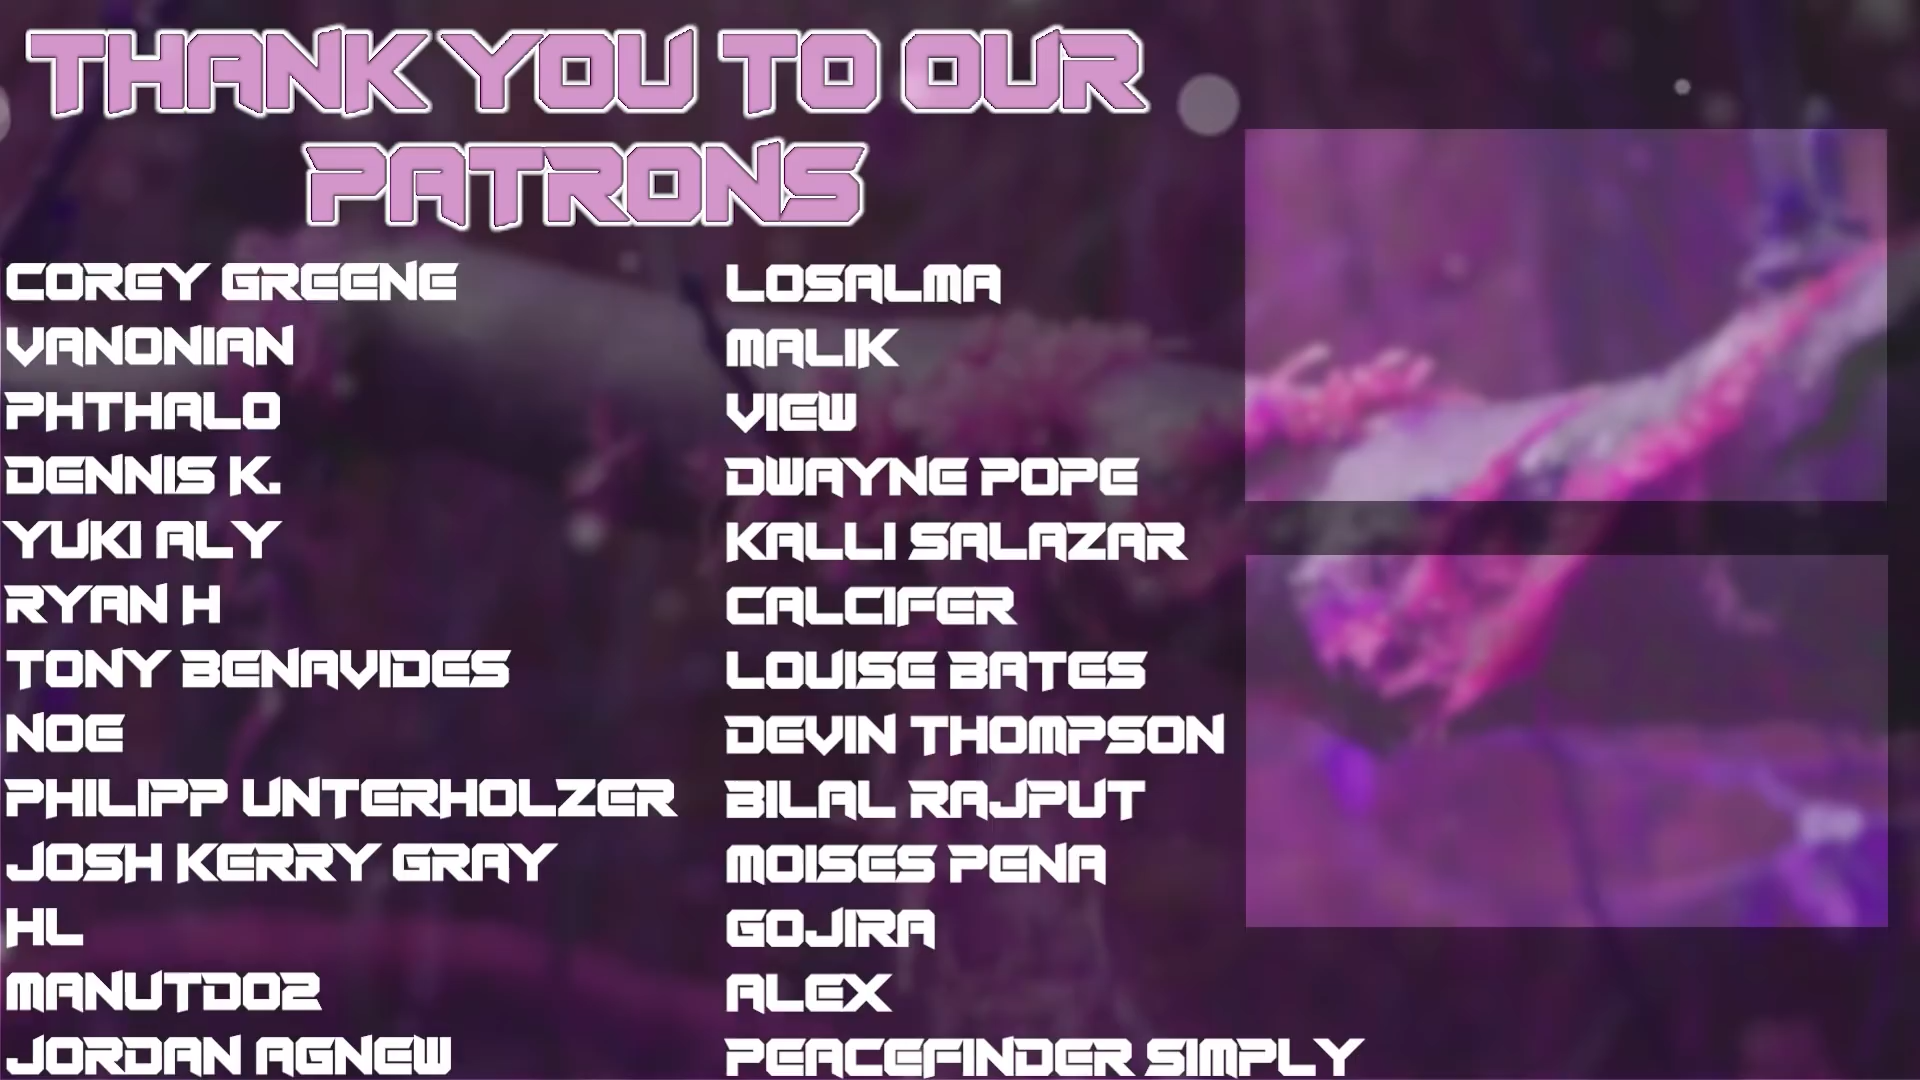 THANK YOU TO OUR
PATRONS
COREY GREENE
VANONIAN
PHTHALO
DENNIS K.
YUKI ALY
RYAN H
TONY BENAVIDES
NOE
PHILIPP UNTERHOLZER
JOSH KERRY GRAY
HL
MANUTD02
JORDAN AGNEW
LOSALMA
MALIK
VIEW
DWAYNE POPE
KALLI SALAZAR
CALCIFER
LOUISE BATES
DEVIN THOMPSON
BILAL RAJPUT
MOISES PENA
GOJIRA
ALEX
PEACEFINDER SIMPLY